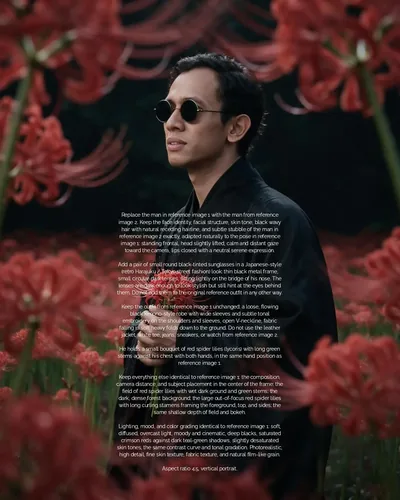 Replace the man in reference image 1 with the man from reference
image 2. Keep the face identity, facial structure, skin tone, black wavy
hair with natural receding hairline, and subtle stubble of the man in
reference image 2 exactly, adapted naturally to the pose in reference
image 1: standing frontal, head slightly lifted, calm and distant gaze
toward the camera, lips closed with a neutral serene expression.
Add a pair of small round black-tinted sunglasses in a Japanese-style
retro Harajuku / Tokyo street fashion look: thin black metal frame,
small circular dark lenses, sitting lightly on the bridge of his nose. The
lenses are dark enough to look stylish but still hint at the eyes behind
them. Do not add them to the original reference outfit in any other way.
Keep the outfit from reference image 1 unchanged: a loose, flowing
black robe with wide sleeves and subtle tonal
embroidery on the shoulders and sleeves, open V-neckline, fabric
falling in soft, heavy folds down to the ground. Do not use the leather
jacket, jeans, sneakers, or watch from reference image 2.
He holds a small bouquet of red spider lilies (lycoris) with long green
stems against his chest with both hands, in the same hand position as
reference image 1.
Keep everything else identical to reference image 1: the composition,
camera distance, and subject placement in the center of the frame; the
field of red spider lilies with wet dark ground and green stems; the
dark, dense forest background; the large out-of-focus red spider lilies
with long curling stamens framing the foreground, top, and sides; the
same shallow depth of field and bokeh.
Lighting, mood, and color grading identical to reference image 1: soft,
diffused, overcast light, moody and cinematic, deep blacks, saturated
crimson reds against dark teal-green shadows, slightly desaturated
skin tones, the same contrast curve and tonal gradation. Photorealistic,
high detail, fine skin texture, fabric texture, and natural film-like grain.
Aspect ratio 4:5, vertical portrait.